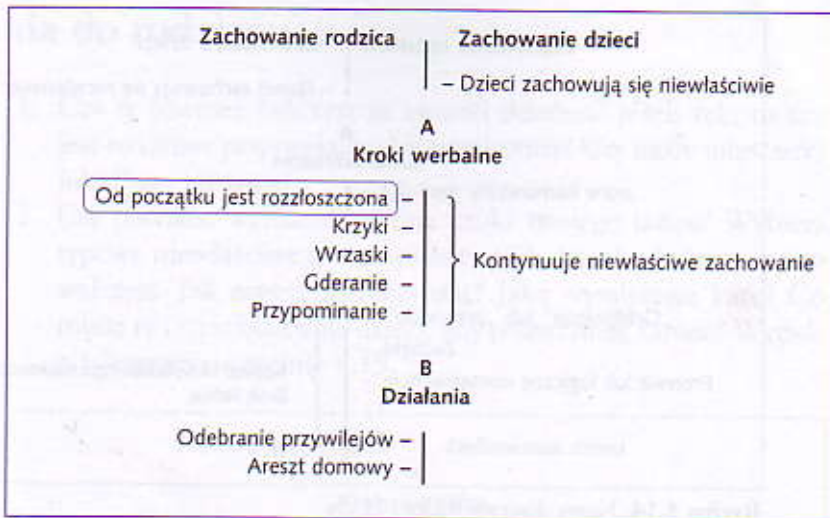 Zachowanie rodzica
Zachowanie dzieci
– Dzieci zachowują się niewłaściwie
A
Kroki werbalne
Od początku jest rozzłoszczona –
Krzyki –
Wrzaski –
Gderanie –
Przypominanie –
Kontynuuje niewłaściwe zachowanie
B
Działania
Odebranie przywilejów –
Areszt domowy –